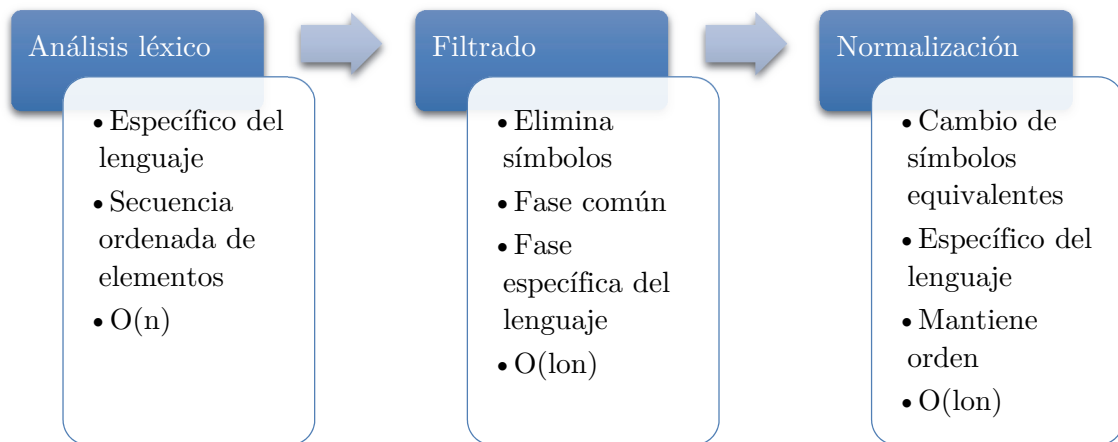 Análisis léxico
• Específico del
lenguaje
• Secuencia
ordenada de
elementos
• O(n)
Filtrado
• Elimina
símbolos
• Fase común
• Fase
específica del
lenguaje
• O(lon)
Normalización
• Cambio de
símbolos
equivalentes
• Específico del
lenguaje
• Mantiene
orden
• O(lon)